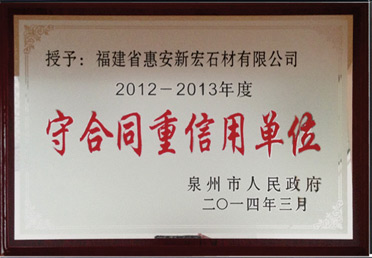 授予：福建省惠安新宏石材有限公司
2012－2013年度
守合同重信用单位
泉州市人民政府
二〇一四年三月